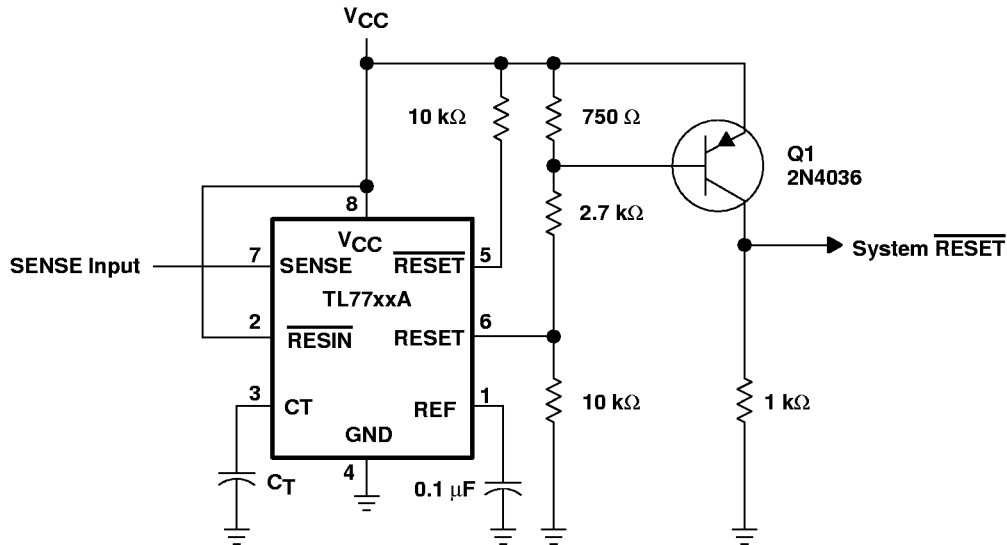 VCC
10 kΩ
750 Ω
Q1
2N4036
2.7 kΩ
8
VCC
7
SENSE Input
SENSE
RESET
5
System RESET
TL77xxA
2
RESIN
RESET
6
3
CT
REF
1
10 kΩ
1 kΩ
GND
4
CT
0.1 μF